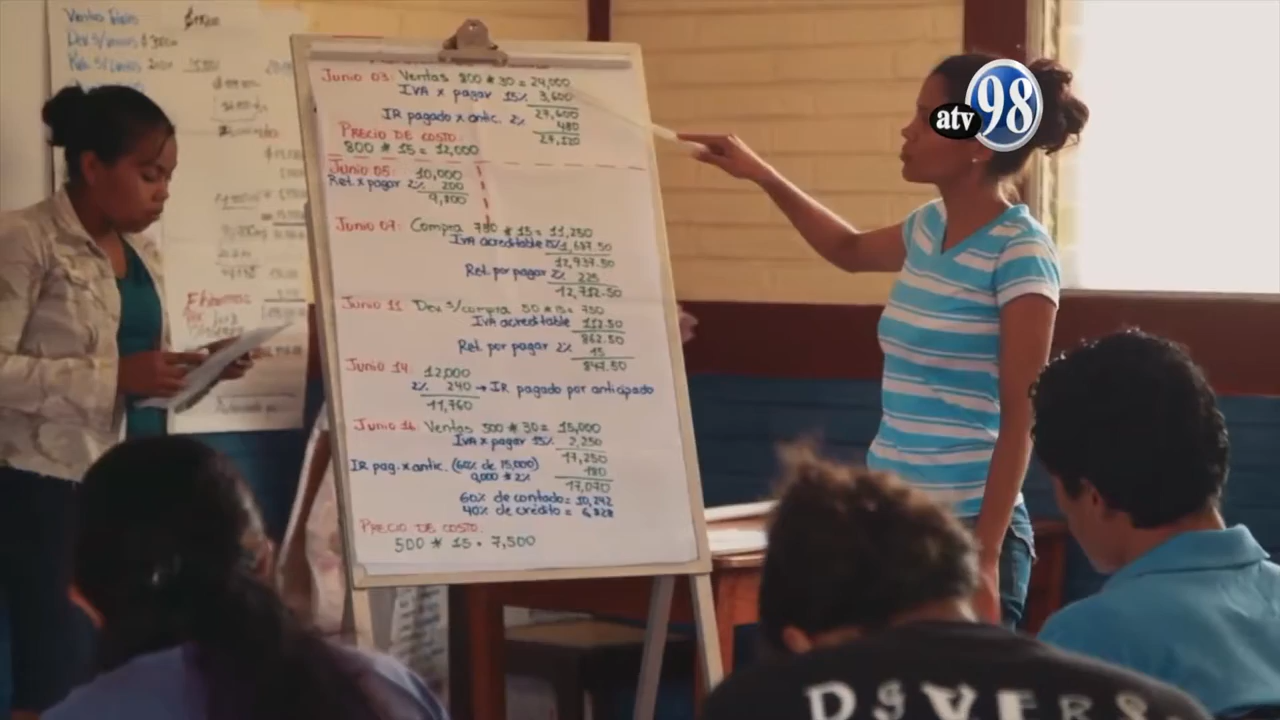 Ventas
atv 98
Junio 03: Ventas 800 * 30 = 24,000
IVA x pagar 15% 3,600
27,600
IR pagado x antic. 2% 480
27,120
PRECIO DE COSTO:
800 * 15 = 12,000
Junio 05: 10,000
Ret. x pagar 2% 200
9,800
Junio 07: Compra 750 * 15 = 11,250
IVA acreditable 15% 1,687.50
12,937.50
Ret. por pagar 2% 225
12,712.50
Junio 11 Dev. s/compra 50 * 15 = 750
IVA acreditable 112.50
862.50
Ret por pagar 2% 15
847.50
Junio 14: 12,000
2% 240 → IR pagado por anticipado
11,760
Junio 16 Ventas 500 * 30 = 15,000
IVA x pagar 15% 2,250
17,250
IR pag. x antic. (60% de 15,000) 180
9,000 * 2%
17,070
60% de contado = 10,242
40% de crédito = 6,828
PRECIO DE COSTO:
500 * 15 = 7,500
DIVERS